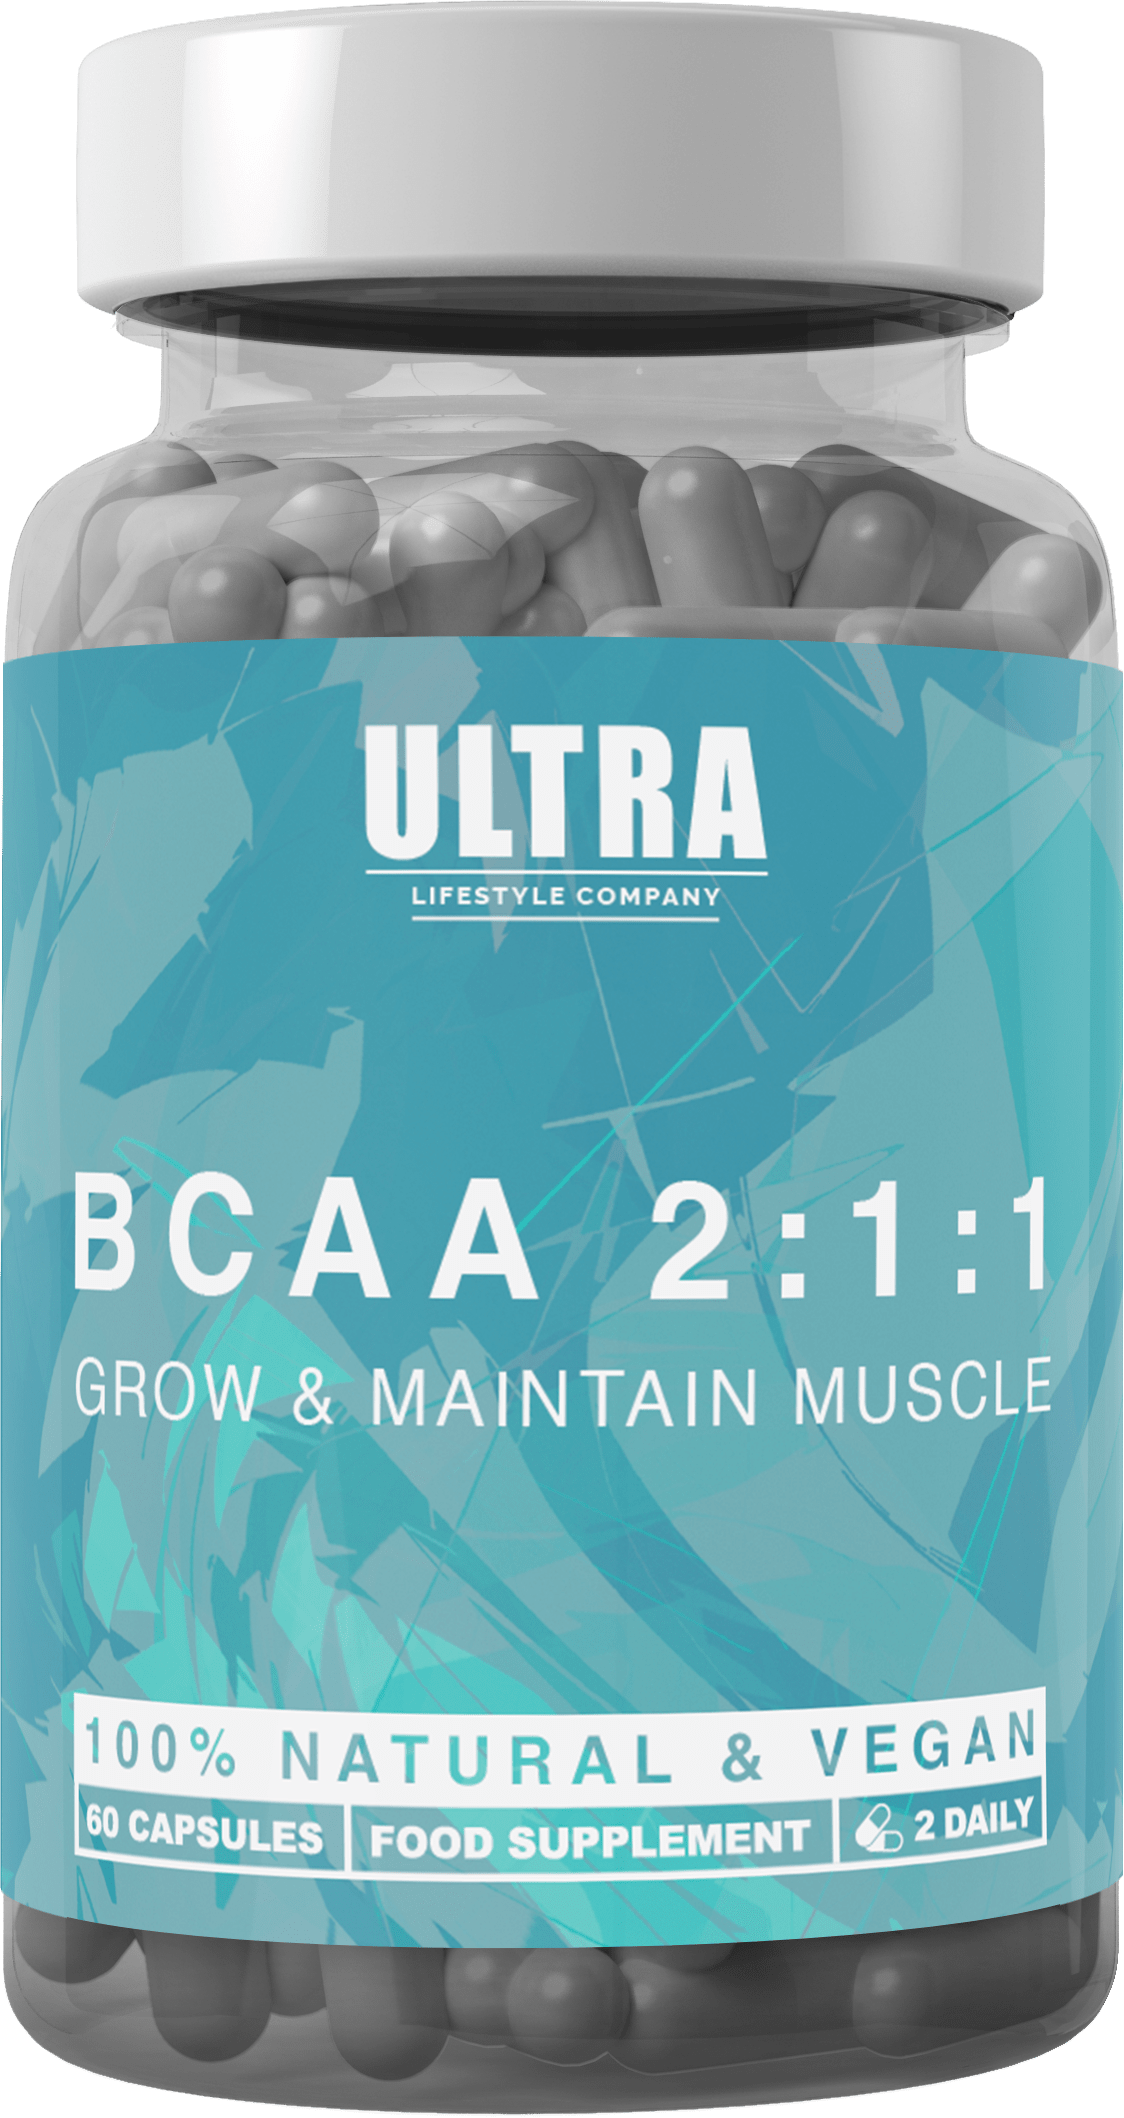 ULTRA
LIFESTYLE COMPANY
BCAA 2:1:1
GROW & MAINTAIN MUSCLE
100% NATURAL & VEGAN
60 CAPSULES FOOD SUPPLEMENT 2 DAILY